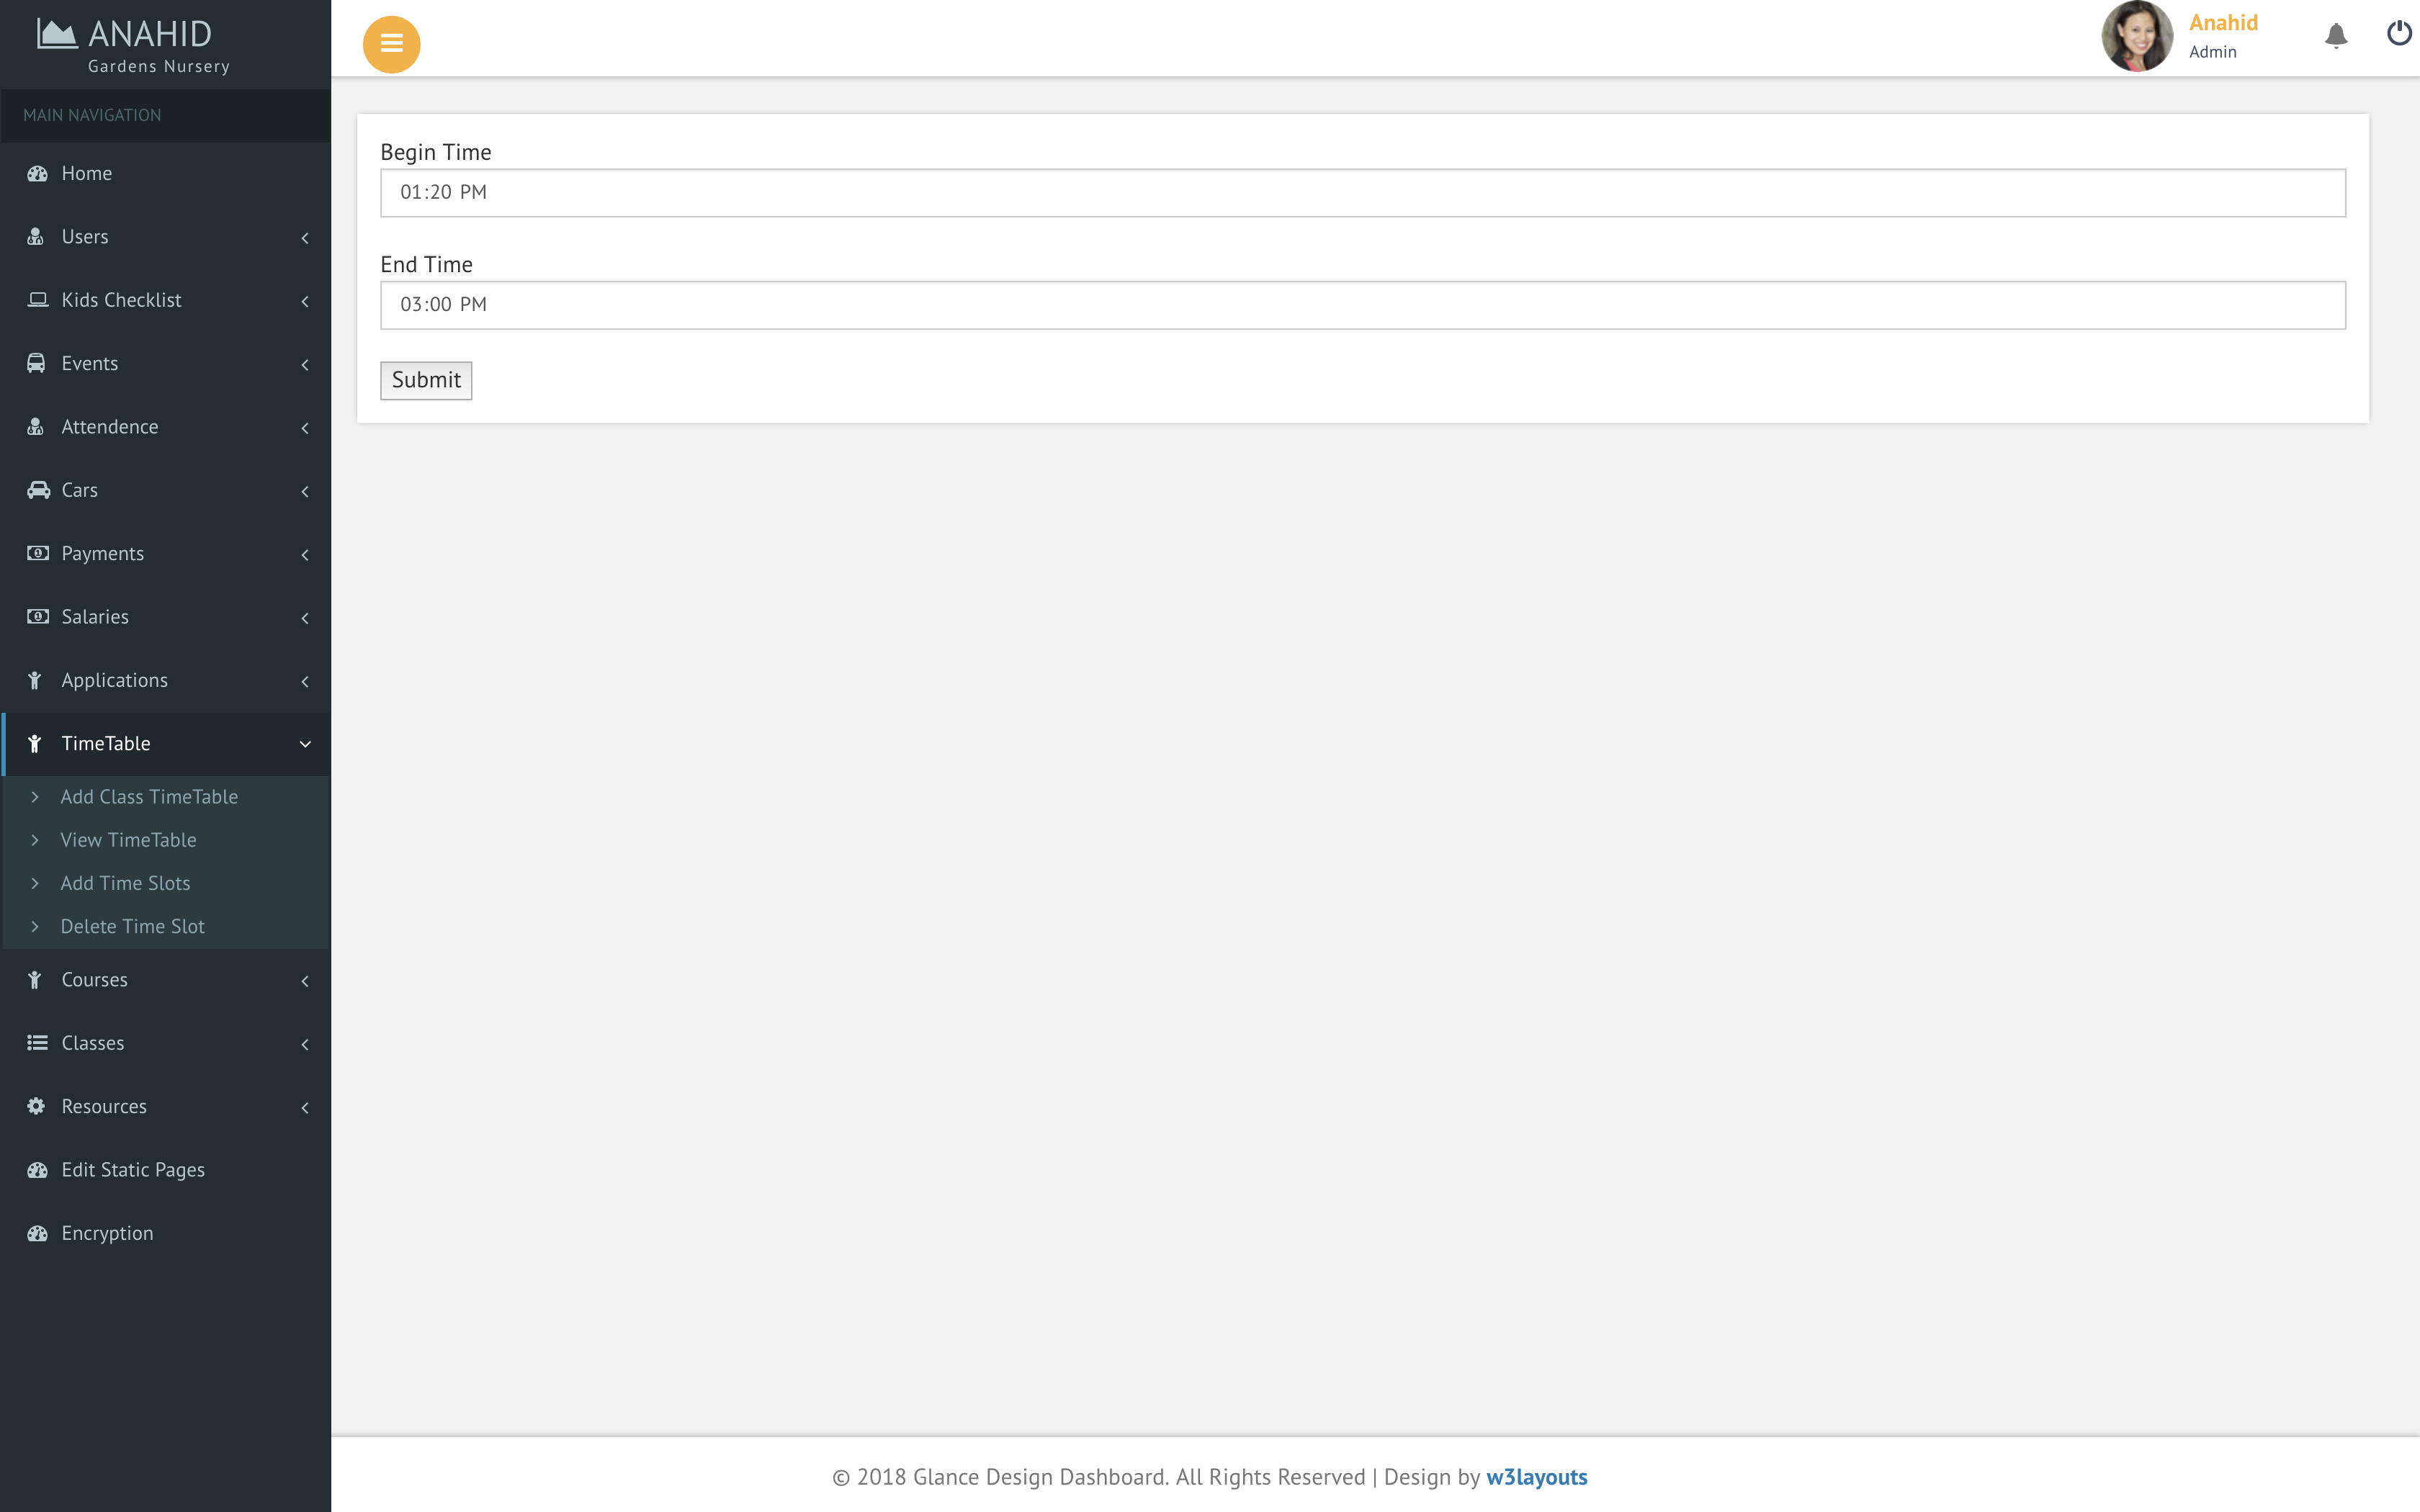 ANAHID
Gardens Nursery
MAIN NAVIGATION
Home
Users
Kids Checklist
Events
Attendence
Cars
Payments
Salaries
Applications
TimeTable
Add Class TimeTable
View TimeTable
Add Time Slots
Delete Time Slot
Courses
Classes
Resources
Edit Static Pages
Encryption
Anahid
Admin
Begin Time
01:20 PM
End Time
03:00 PM
Submit
© 2018 Glance Design Dashboard. All Rights Reserved | Design by w3layouts